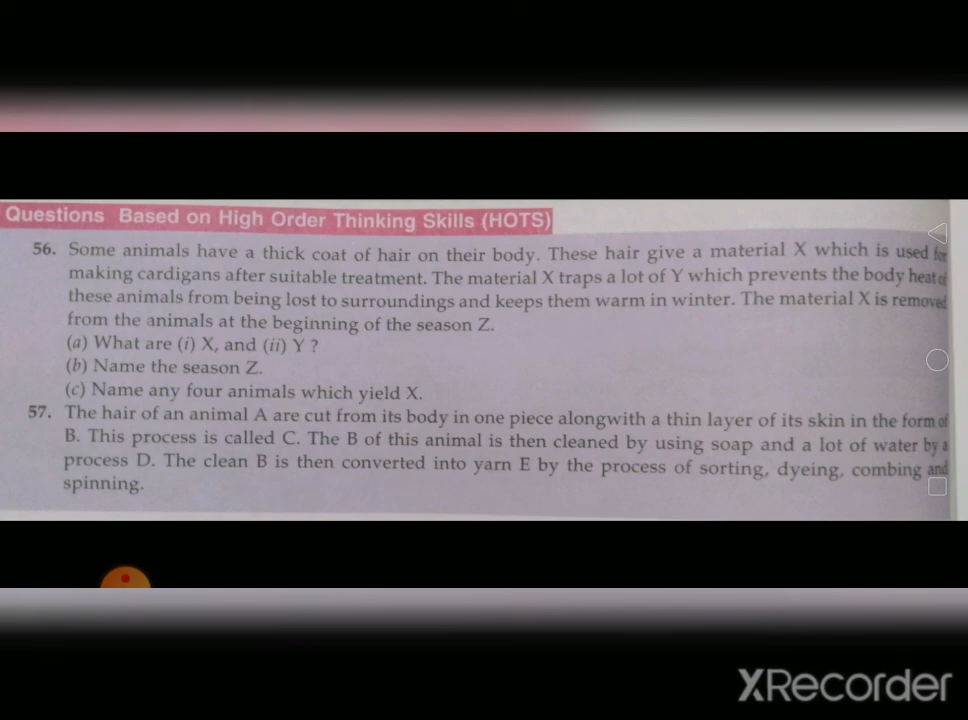 Questions Based on High Order Thinking Skills (HOTS)
56. Some animals have a thick coat of hair on their body. These hair give a material X which is used for
making cardigans after suitable treatment. The material X traps a lot of Y which prevents the body heat of
these animals from being lost to surroundings and keeps them warm in winter. The material X is removed
from the animals at the beginning of the season Z.
(a) What are (i) X, and (ii) Y ?
(b) Name the season Z.
(c) Name any four animals which yield X.
57. The hair of an animal A are cut from its body in one piece alongwith a thin layer of its skin in the form of
B. This process is called C. The B of this animal is then cleaned by using soap and a lot of water by a
process D. The clean B is then converted into yarn E by the process of sorting, dyeing, combing and
spinning.
XRecorder